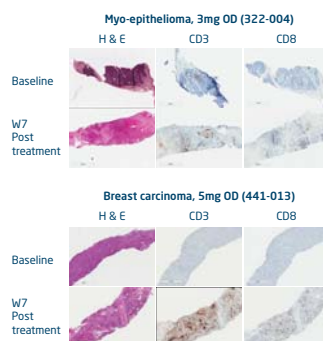 Myo-epithelioma, 3mg OD (322-004)
H & E CD3 CD8
Baseline
W7
Post
treatment
Breast carcinoma, 5mg OD (441-013)
H & E CD3 CD8
Baseline
W7
Post
treatment